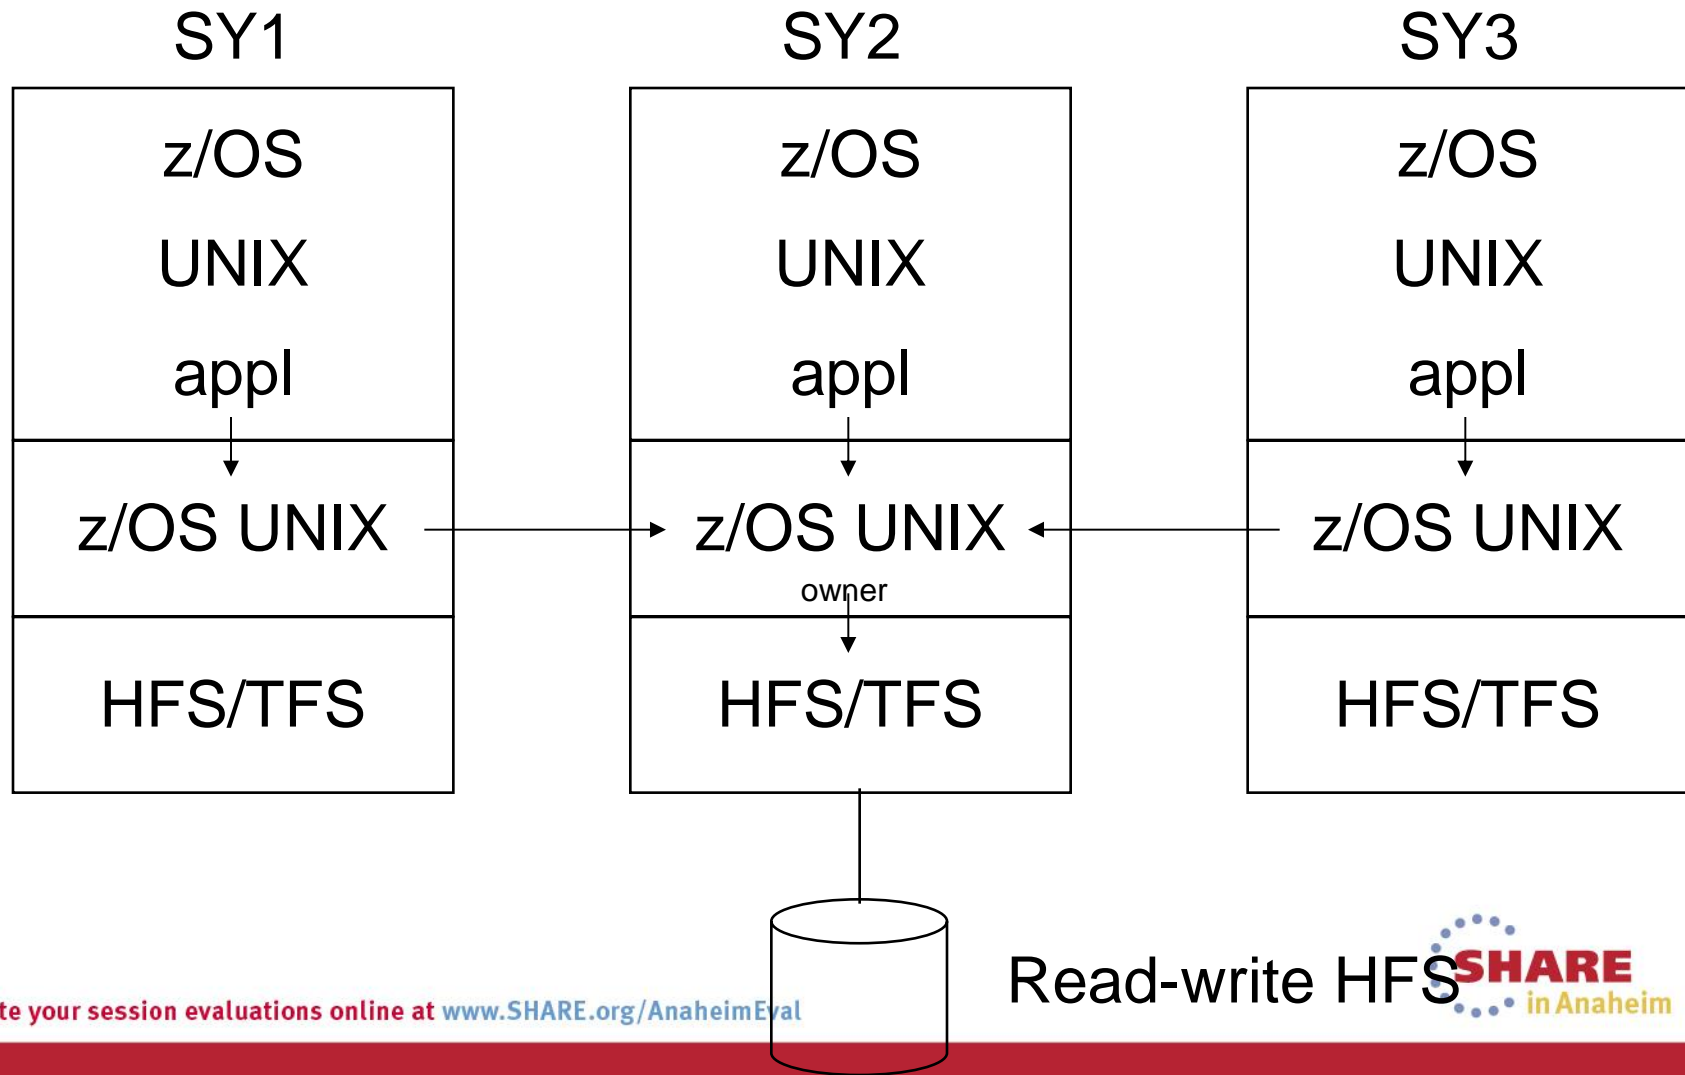 SY1 SY2 SY3
z/OS z/OS z/OS
UNIX UNIX UNIX
appl appl appl
z/OS UNIX z/OS UNIX z/OS UNIX
owner
HFS/TFS HFS/TFS HFS/TFS
Read-write HFS
SHARE
in Anaheim
te your session evaluations online at www.SHARE.org/AnaheimEval